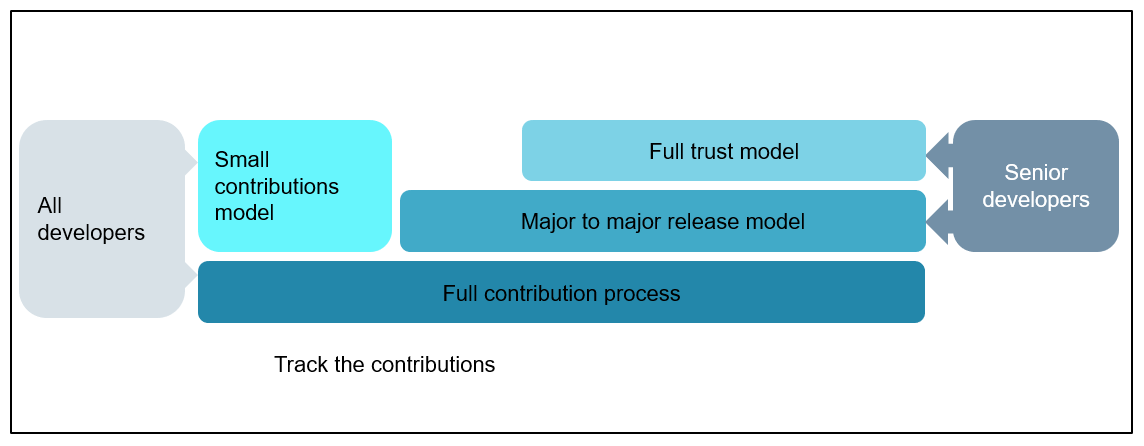 All
developers
Small
contributions
model
Full trust model
Major to major release model
Full contribution process
Senior
developers
Track the contributions